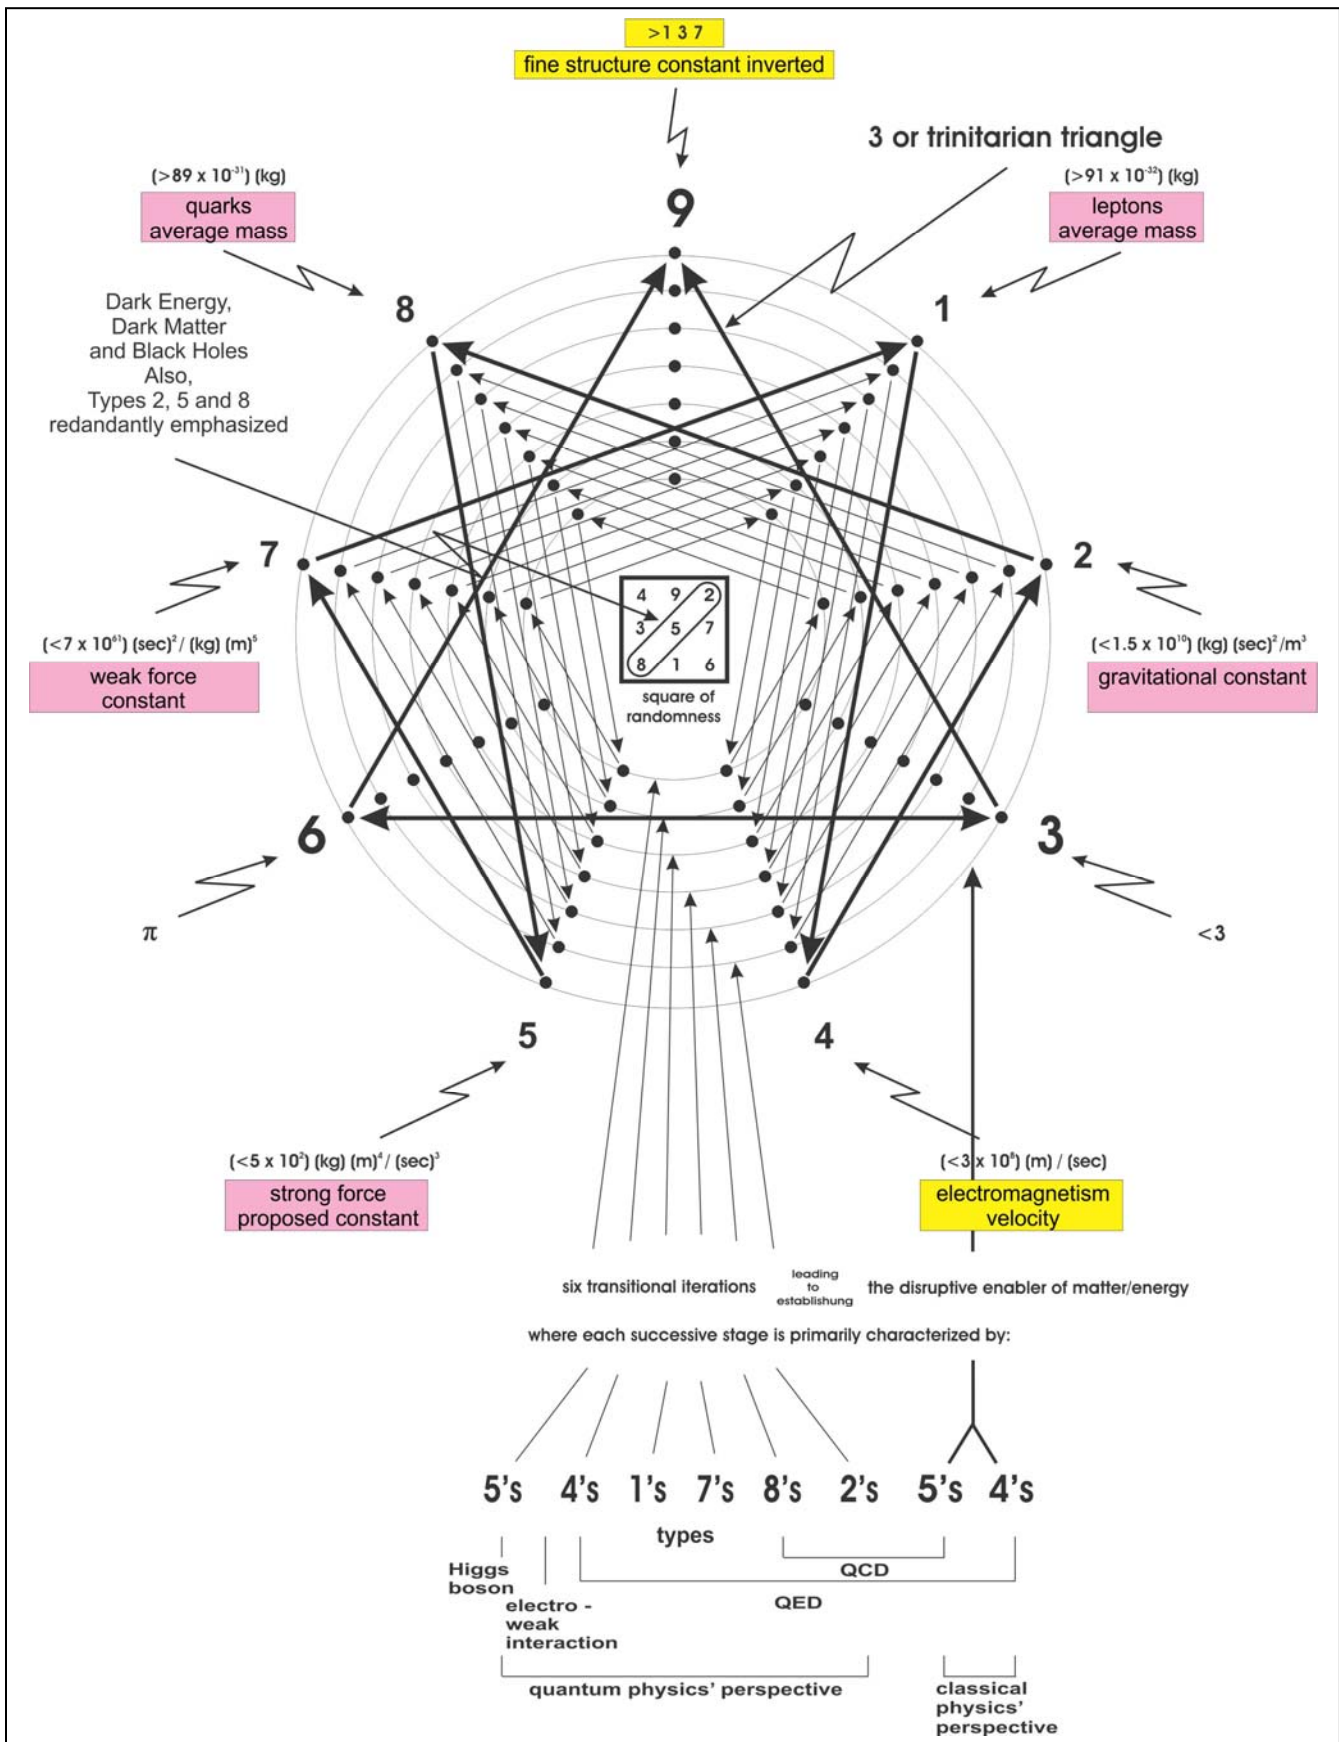 >1 3 7
fine structure constant inverted
3 or trinitarian triangle
(>89 x 10⁻³¹) (kg)
quarks
average mass
(>91 x 10⁻³²) (kg)
leptons
average mass
9
Dark Energy,
Dark Matter
and Black Holes
Also,
Types 2, 5 and 8
redandantly emphasized
8
1
7
2
4 9 2
3 5 7
8 1 6
square of
randomness
(<7 x 10⁶¹) (sec)²/ (kg) (m)⁵
weak force
constant
(<1.5 x 10¹⁰) (kg) (sec)²/m³
gravitational constant
6
3
π
<3
5
4
(<5 x 10²) (kg) (m)⁴/ (sec)³
strong force
proposed constant
(<3 x 10⁸) (m) / (sec)
electromagnetism
velocity
six transitional iterations
leading
to
establishung
the disruptive enabler of matter/energy
where each successive stage is primarily characterized by:
5's 4's 1's 7's 8's 2's 5's 4's
types
Higgs
boson
QCD
electro -
weak
interaction
QED
quantum physics' perspective
classical
physics'
perspective